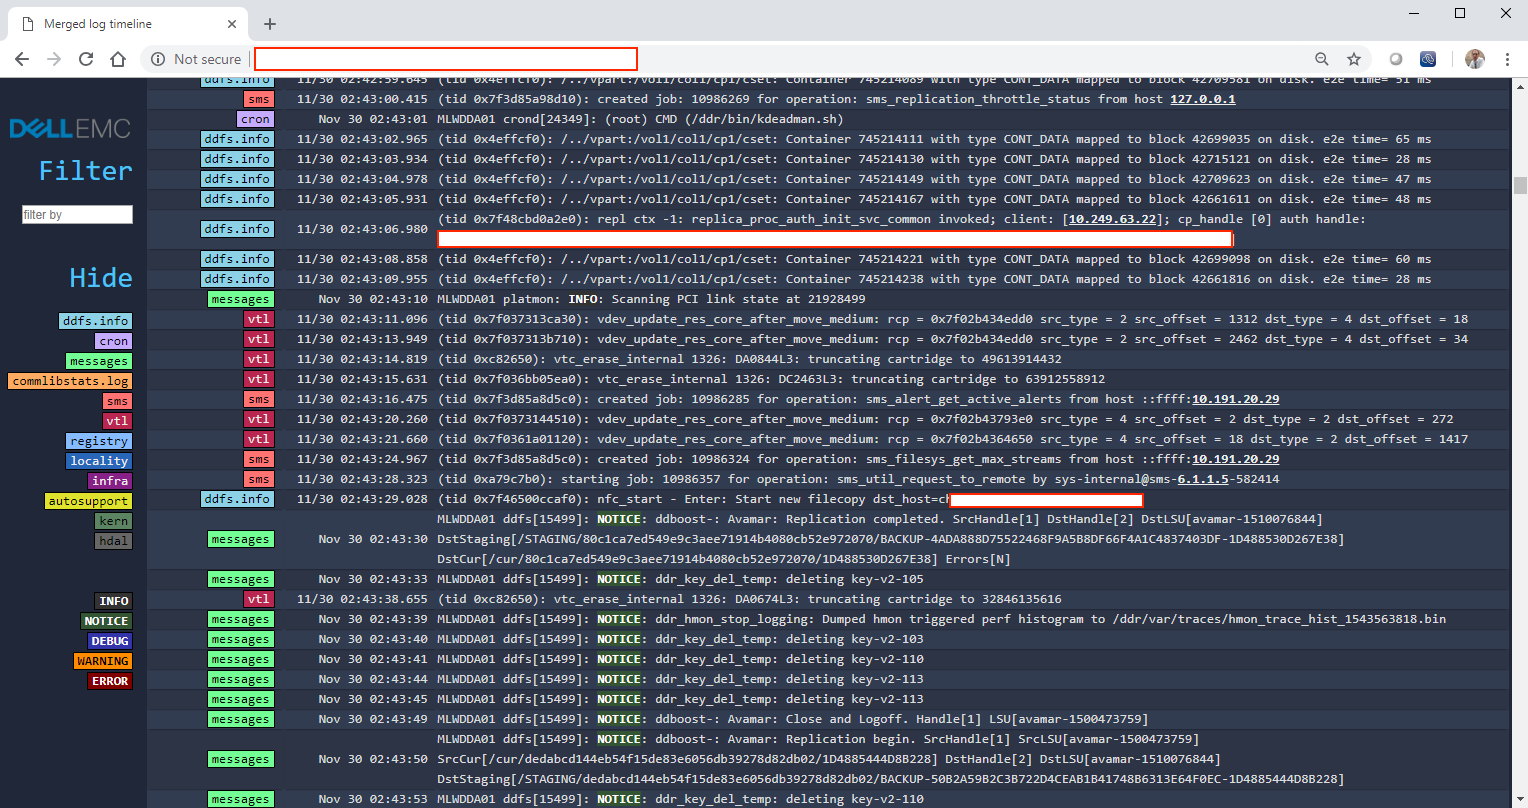 Merged log timeline
Not secure
DELL EMC
Filter
filter by
Hide
ddfs.info
cron
messages
commlibstats.log
sms
vtl
registry
locality
infra
autosupport
kern
hdal
INFO
NOTICE
DEBUG
WARNING
ERROR
ddfs.info 11/30 02:42:59.645 (tid 0x4effcf0): /../vpart:/vol1/col1/cp1/cset: Container 745214089 with type CONT_DATA mapped to block 42709581 on disk. e2e time= 51 ms
sms 11/30 02:43:00.415 (tid 0x7f3d85a98d10): created job: 10986269 for operation: sms_replication_throttle_status from host 127.0.0.1
cron Nov 30 02:43:01 MLWDDA01 crond[24349]: (root) CMD (/ddr/bin/kdeadman.sh)
ddfs.info 11/30 02:43:02.965 (tid 0x4effcf0): /../vpart:/vol1/col1/cp1/cset: Container 745214111 with type CONT_DATA mapped to block 42699035 on disk. e2e time= 65 ms
ddfs.info 11/30 02:43:03.934 (tid 0x4effcf0): /../vpart:/vol1/col1/cp1/cset: Container 745214130 with type CONT_DATA mapped to block 42715121 on disk. e2e time= 28 ms
ddfs.info 11/30 02:43:04.978 (tid 0x4effcf0): /../vpart:/vol1/col1/cp1/cset: Container 745214149 with type CONT_DATA mapped to block 42709623 on disk. e2e time= 47 ms
ddfs.info 11/30 02:43:05.931 (tid 0x4effcf0): /../vpart:/vol1/col1/cp1/cset: Container 745214167 with type CONT_DATA mapped to block 42661611 on disk. e2e time= 48 ms
ddfs.info 11/30 02:43:06.980 (tid 0x7f48cbd0a2e0): repl ctx -1: replica_proc_auth_init_svc_common invoked; client: [10.249.63.22]; cp_handle [0] auth handle:
ddfs.info 11/30 02:43:08.858 (tid 0x4effcf0): /../vpart:/vol1/col1/cp1/cset: Container 745214221 with type CONT_DATA mapped to block 42699098 on disk. e2e time= 60 ms
ddfs.info 11/30 02:43:09.955 (tid 0x4effcf0): /../vpart:/vol1/col1/cp1/cset: Container 745214238 with type CONT_DATA mapped to block 42661816 on disk. e2e time= 28 ms
messages Nov 30 02:43:10 MLWDDA01 platmon: INFO: Scanning PCI link state at 21928499
vtl 11/30 02:43:11.096 (tid 0x7f037313ca30): vdev_update_res_core_after_move_medium: rcp = 0x7f02b434edd0 src_type = 2 src_offset = 1312 dst_type = 4 dst_offset = 18
vtl 11/30 02:43:13.949 (tid 0x7f037313b710): vdev_update_res_core_after_move_medium: rcp = 0x7f02b434edd0 src_type = 2 src_offset = 2462 dst_type = 4 dst_offset = 34
vtl 11/30 02:43:14.819 (tid 0xc82650): vtc_erase_internal 1326: DA0844L3: truncating cartridge to 49613914432
vtl 11/30 02:43:15.631 (tid 0x7f036bb05ea0): vtc_erase_internal 1326: DC2463L3: truncating cartridge to 63912558912
sms 11/30 02:43:16.475 (tid 0x7f3d85a8d5c0): created job: 10986285 for operation: sms_alert_get_active_alerts from host ::ffff:10.191.20.29
vtl 11/30 02:43:20.260 (tid 0x7f0373144510): vdev_update_res_core_after_move_medium: rcp = 0x7f02b43793e0 src_type = 4 src_offset = 2 dst_type = 2 dst_offset = 272
vtl 11/30 02:43:21.660 (tid 0x7f0361a01120): vdev_update_res_core_after_move_medium: rcp = 0x7f02b4364650 src_type = 4 src_offset = 18 dst_type = 2 dst_offset = 1417
sms 11/30 02:43:24.967 (tid 0x7f3d85a8d5c0): created job: 10986324 for operation: sms_filesys_get_max_streams from host ::ffff:10.191.20.29
sms 11/30 02:43:28.323 (tid 0xa79c7b0): starting job: 10986357 for operation: sms_util_request_to_remote by sys-internal@sms-6.1.1.5-582414
ddfs.info 11/30 02:43:29.028 (tid 0x7f46500ccaf0): nfc_start - Enter: Start new filecopy dst_host=
MLWDDA01 ddfs[15499]: NOTICE: ddboost-: Avamar: Replication completed. SrcHandle[1] DstHandle[2] DstLSU[avamar-1510076844]
messages Nov 30 02:43:30 DstStaging[/STAGING/80c1ca7ed549e9c3aee71914b4080cb52e972070/BACKUP-4ADA888D75522468F9A5B8DF66F4A1C4837403DF-1D488530D267E38]
DstCur[/cur/80c1ca7ed549e9c3aee71914b4080cb52e972070/1D488530D267E38] Errors[N]
messages Nov 30 02:43:33 MLWDDA01 ddfs[15499]: NOTICE: ddr_key_del_temp: deleting key-v2-105
vtl 11/30 02:43:38.655 (tid 0xc82650): vtc_erase_internal 1326: DA0674L3: truncating cartridge to 32846135616
messages Nov 30 02:43:39 MLWDDA01 ddfs[15499]: NOTICE: ddr_hmon_stop_logging: Dumped hmon triggered perf histogram to /ddr/var/traces/hmon_trace_hist_1543563818.bin
messages Nov 30 02:43:40 MLWDDA01 ddfs[15499]: NOTICE: ddr_key_del_temp: deleting key-v2-103
messages Nov 30 02:43:41 MLWDDA01 ddfs[15499]: NOTICE: ddr_key_del_temp: deleting key-v2-110
messages Nov 30 02:43:44 MLWDDA01 ddfs[15499]: NOTICE: ddr_key_del_temp: deleting key-v2-113
messages Nov 30 02:43:45 MLWDDA01 ddfs[15499]: NOTICE: ddr_key_del_temp: deleting key-v2-113
messages Nov 30 02:43:49 MLWDDA01 ddfs[15499]: NOTICE: ddboost-: Avamar: Close and Logoff. Handle[1] LSU[avamar-1500473759]
MLWDDA01 ddfs[15499]: NOTICE: ddboost-: Avamar: Replication begin. SrcHandle[1] SrcLSU[avamar-1500473759]
messages Nov 30 02:43:50 SrcCur[/cur/dedabcd144eb54f15de83e6056db39278d82db02/1D4885444D8B228] DstHandle[2] DstLSU[avamar-1510076844]
DstStaging[/STAGING/dedabcd144eb54f15de83e6056db39278d82db02/BACKUP-50B2A59B2C3B722D4CEAB1B41748B6313E64F0EC-1D4885444D8B228]
messages Nov 30 02:43:53 MLWDDA01 ddfs[15499]: NOTICE: ddr_key_del_temp: deleting key-v2-110